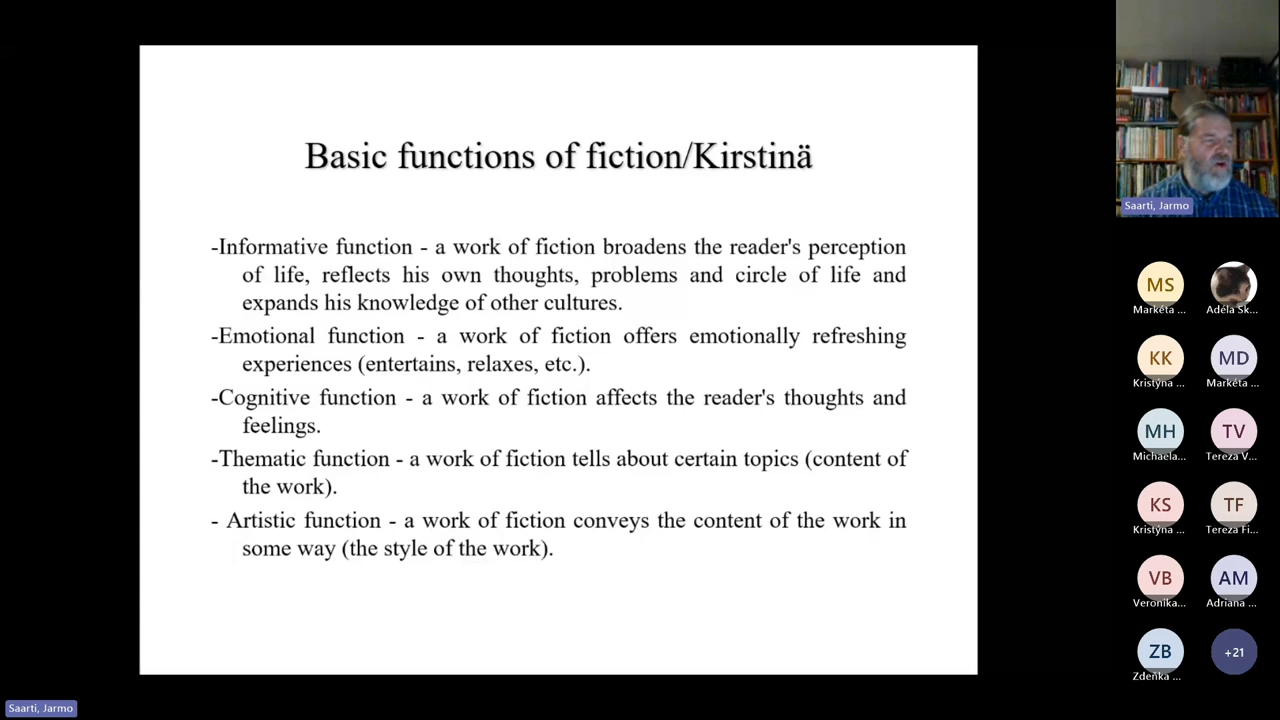 Basic functions of fiction/Kirstinä
-Informative function - a work of fiction broadens the reader's perception
of life, reflects his own thoughts, problems and circle of life and
expands his knowledge of other cultures.
-Emotional function - a work of fiction offers emotionally refreshing
experiences (entertains, relaxes, etc.).
-Cognitive function - a work of fiction affects the reader's thoughts and
feelings.
-Thematic function - a work of fiction tells about certain topics (content of
the work).
- Artistic function - a work of fiction conveys the content of the work in
some way (the style of the work).
Saarti, Jarmo
MS
Markéta ...
Adéla Sk...
KK
Kristýna ...
MD
Markéta ...
MH
Michaela...
TV
Tereza V...
KS
Kristýna ...
TF
Tereza Fi...
VB
Veronika...
AM
Adriana ...
ZB
Zdeňka ...
+21
Saarti, Jarmo